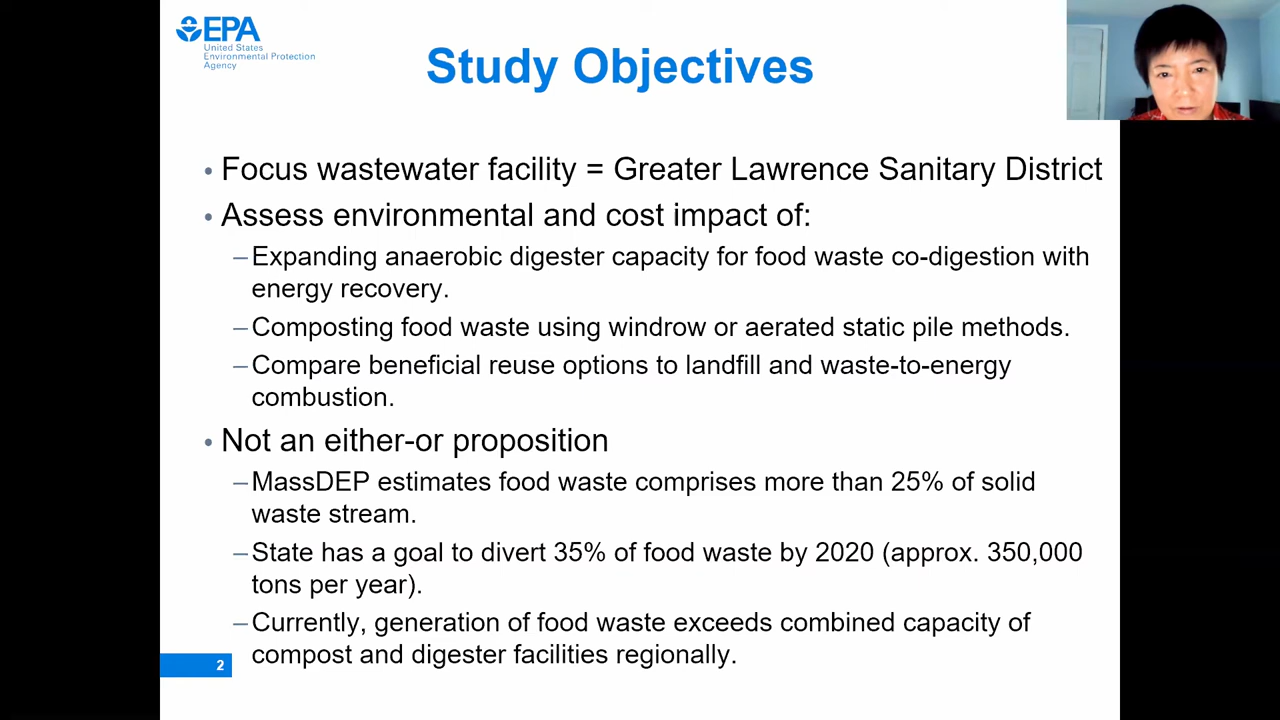 EPA
United States
Environmental Protection
Agency
Study Objectives
• Focus wastewater facility = Greater Lawrence Sanitary District
• Assess environmental and cost impact of:
– Expanding anaerobic digester capacity for food waste co-digestion with
energy recovery.
– Composting food waste using windrow or aerated static pile methods.
– Compare beneficial reuse options to landfill and waste-to-energy
combustion.
• Not an either-or proposition
– MassDEP estimates food waste comprises more than 25% of solid
waste stream.
– State has a goal to divert 35% of food waste by 2020 (approx. 350,000
tons per year).
– Currently, generation of food waste exceeds combined capacity of
compost and digester facilities regionally.
2